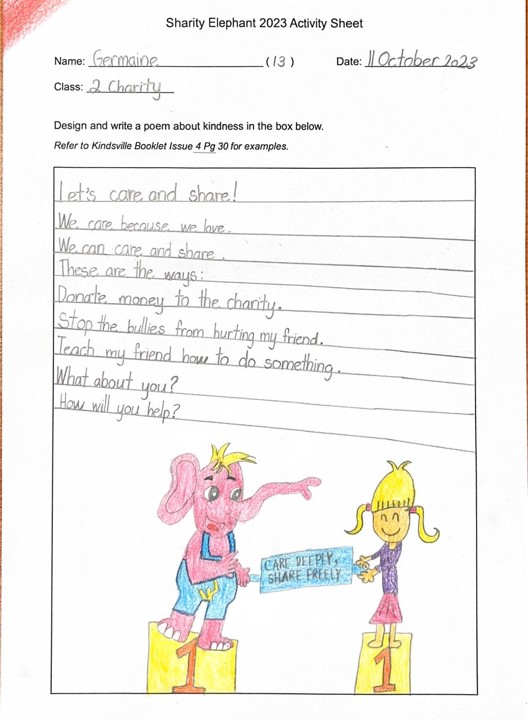 Sharity Elephant 2023 Activity Sheet
Name: Germaine (13) Date: 11 October 2023
Class: 2 Charity
Design and write a poem about kindness in the box below.
Refer to Kindsville Booklet Issue 4 Pg 30 for examples.
Let's care and share!
We care because we love.
We can care and share.
These are the ways:
Donate money to the charity.
Stop the bullies from hurting my friend.
Teach my friend how to do something.
What about you?
How will you help?
CARE DEEPLY,
SHARE FREELY
1
1